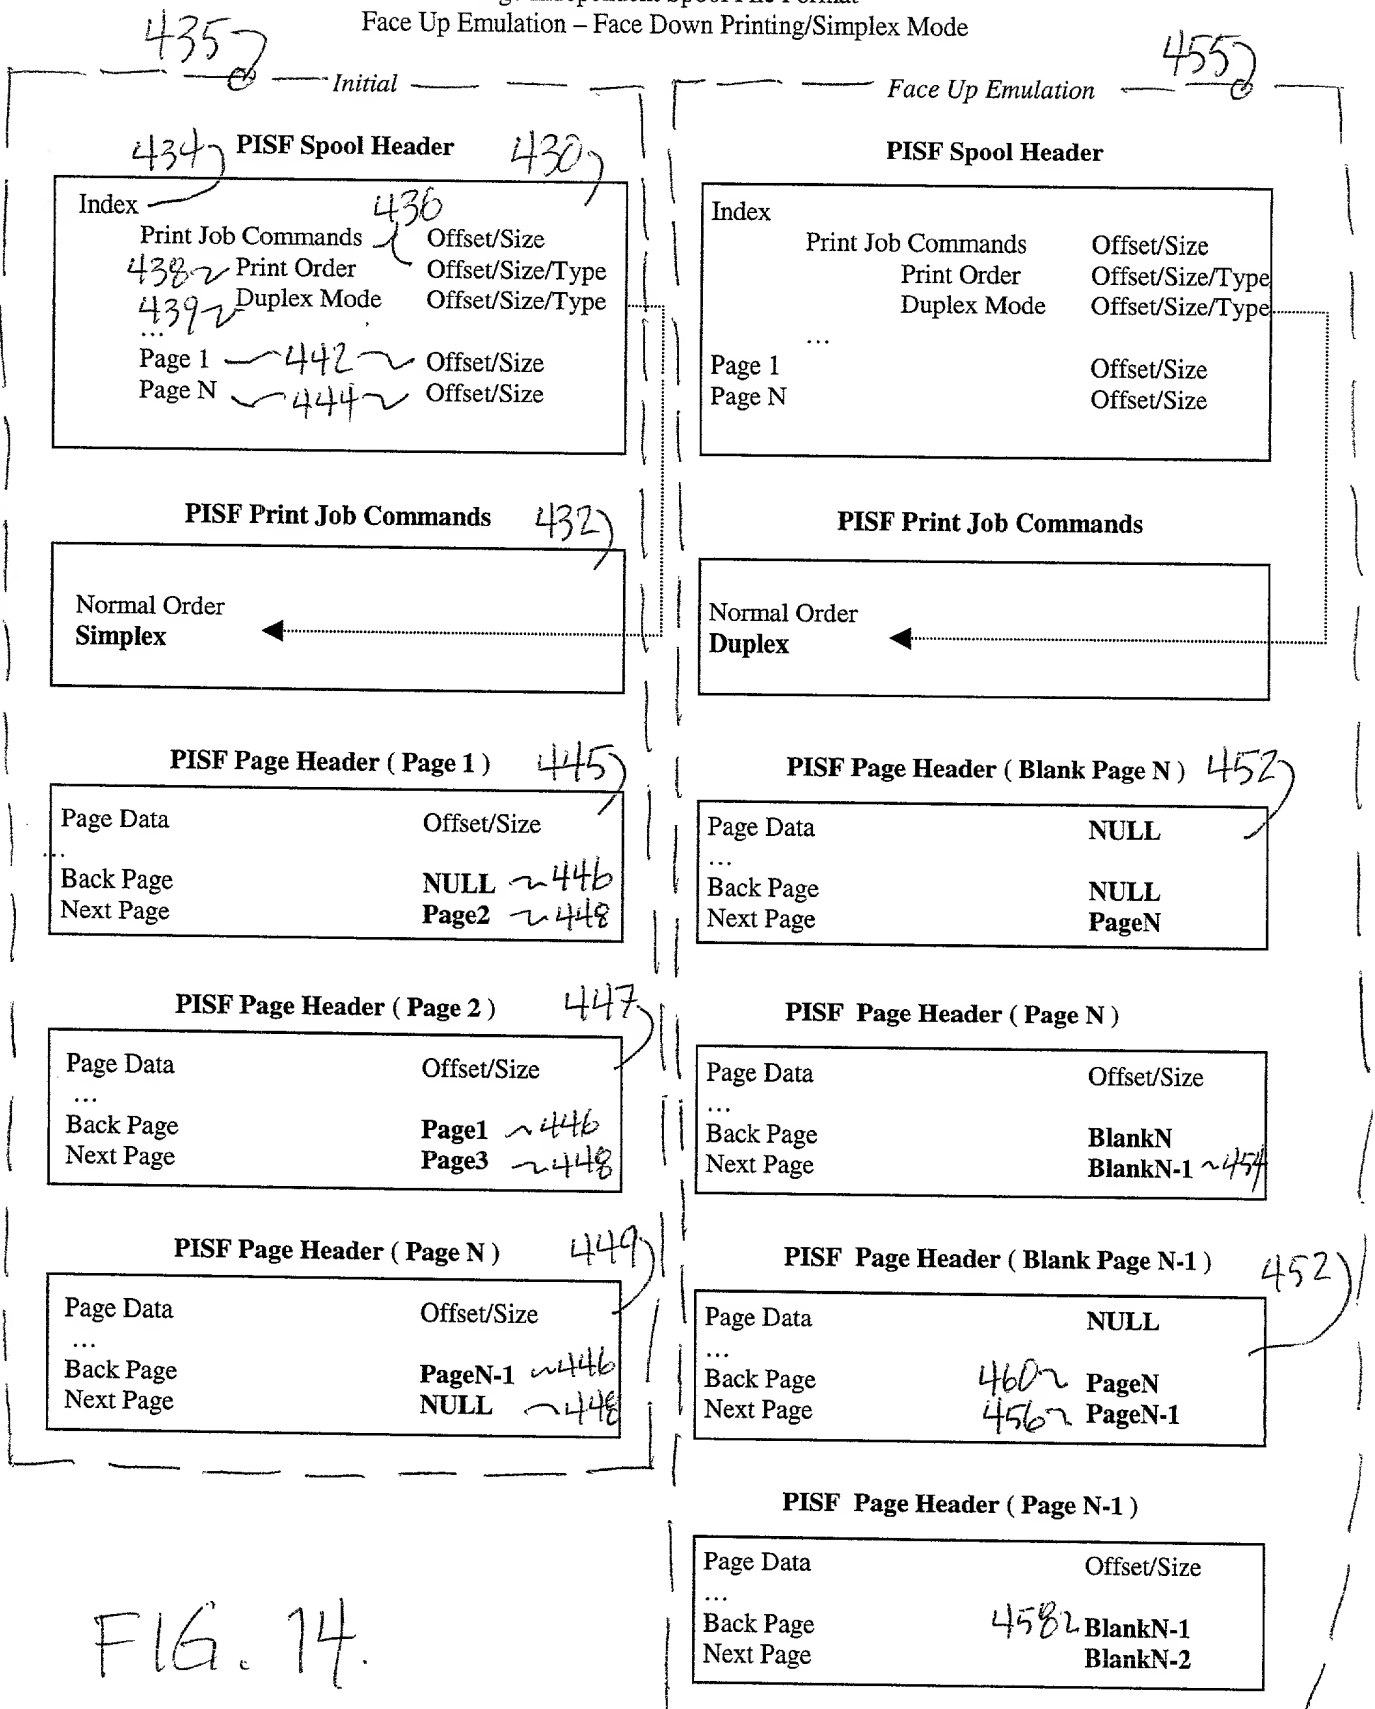 Independent Spool File Format
Face Up Emulation – Face Down Printing/Simplex Mode
435
Initial
PISF Spool Header
434
430
Index
436
Print Job Commands Offset/Size
438 Print Order Offset/Size/Type
439 Duplex Mode Offset/Size/Type
...
Page 1 442 Offset/Size
Page N 444 Offset/Size
PISF Print Job Commands 432
Normal Order
Simplex
PISF Page Header ( Page 1 ) 445
Page Data Offset/Size
...
Back Page NULL 446
Next Page Page2 448
PISF Page Header ( Page 2 ) 447
Page Data Offset/Size
...
Back Page Page1 446
Next Page Page3 448
PISF Page Header ( Page N ) 449
Page Data Offset/Size
...
Back Page PageN-1 446
Next Page NULL 448
455
Face Up Emulation
PISF Spool Header
Index
Print Job Commands Offset/Size
Print Order Offset/Size/Type
Duplex Mode Offset/Size/Type
...
Page 1 Offset/Size
Page N Offset/Size
PISF Print Job Commands
Normal Order
Duplex
PISF Page Header ( Blank Page N ) 452
Page Data NULL
...
Back Page NULL
Next Page PageN
PISF Page Header ( Page N )
Page Data Offset/Size
...
Back Page BlankN
Next Page BlankN-1 454
PISF Page Header ( Blank Page N-1 ) 452
Page Data NULL
...
Back Page 460 PageN
Next Page 456 PageN-1
PISF Page Header ( Page N-1 )
Page Data Offset/Size
...
Back Page 458 BlankN-1
Next Page BlankN-2
FIG. 14.